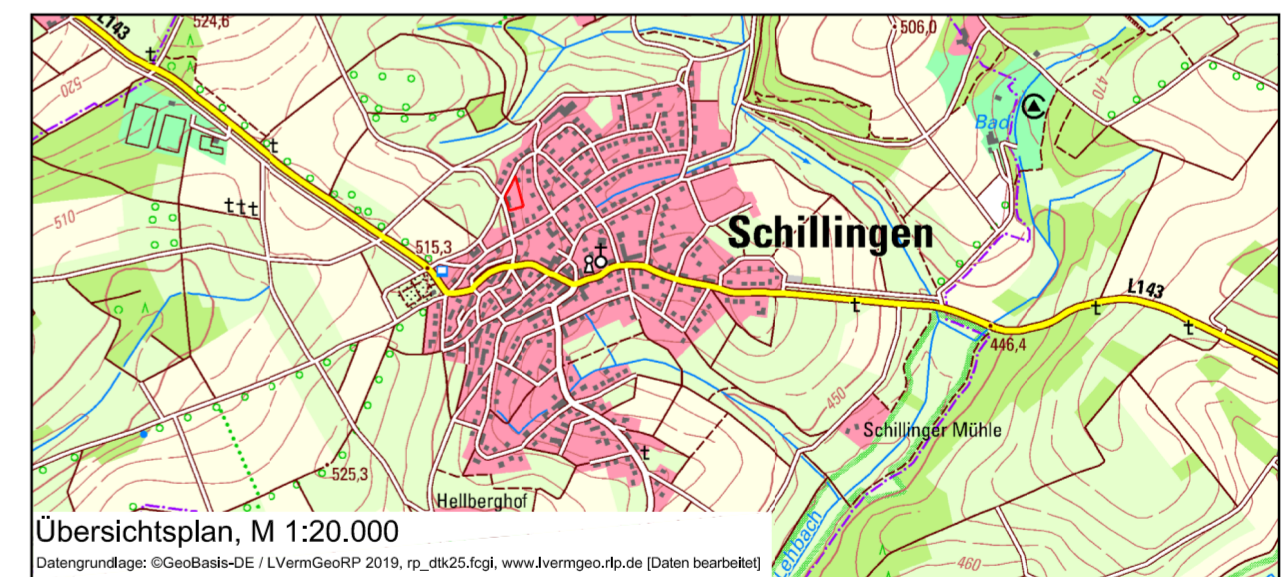 L143
524,6
506,0
520
470
Bad
ttt
510
Schillingen
515,3
L143
446,4
450
Schillinger Mühle
525,3
Hellberghof
Lehbach
460
Übersichtsplan, M 1:20.000
Datengrundlage: ©GeoBasis-DE / LVermGeoRP 2019, rp_dtk25.fcgi, www.lvermgeo.rlp.de [Daten bearbeitet]